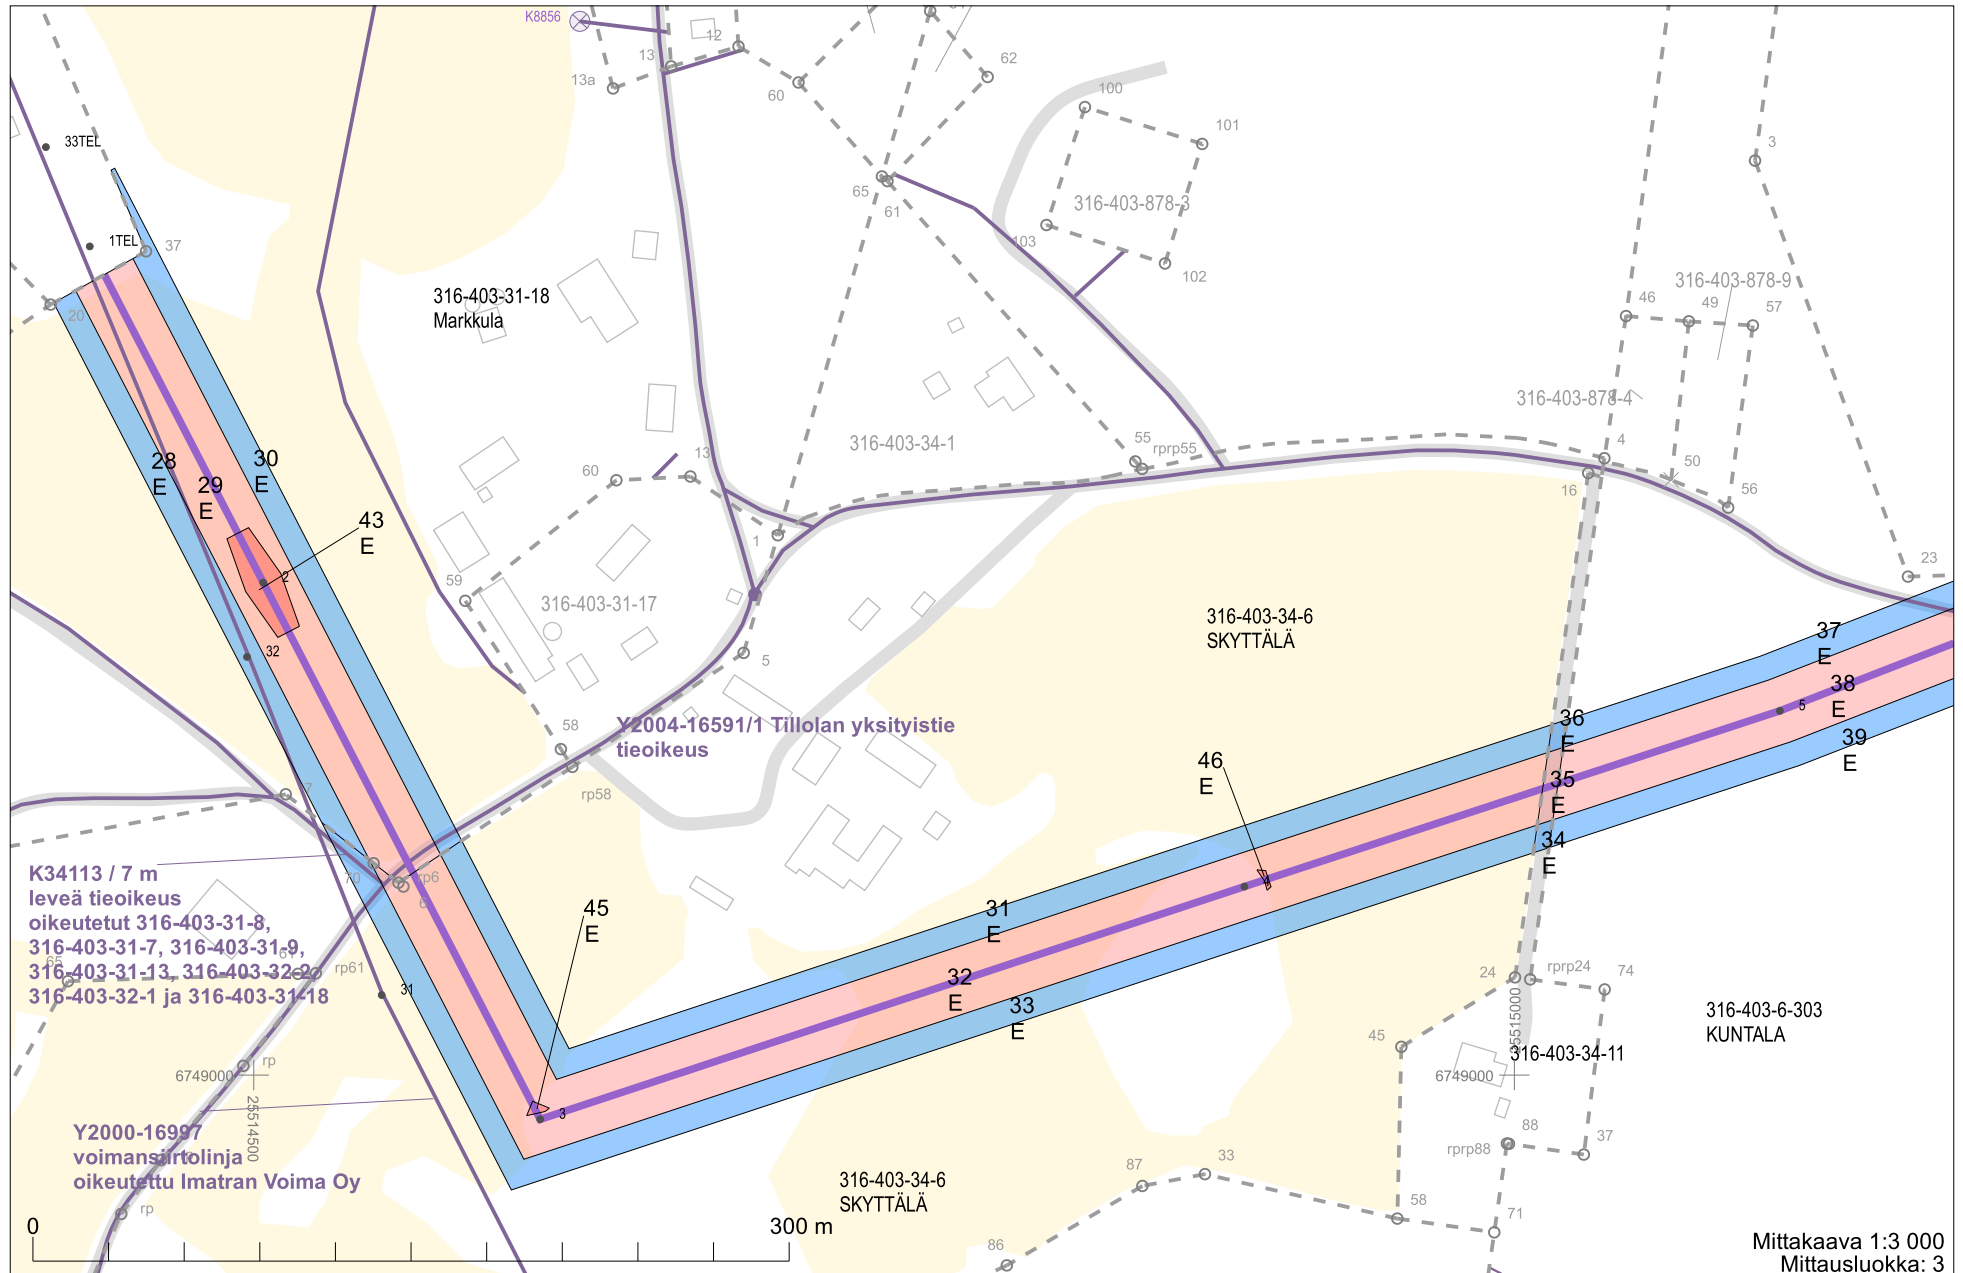 K8856
12
13
13a
60
62
100
101
3
33TEL
65
61
316-403-878-3
1TEL
37
103
102
316-403-878-9
20
316-403-31-18
Markkula
46
49
57
316-403-878-4
28
E
29
E
30
E
43
E
60
13
316-403-34-1
55
rprp55
4
50
16
56
2
59
1
23
316-403-31-17
316-403-34-6
SKYTTÄLÄ
32
5
37
E
38
E
5
39
E
58
Y2004-16591/1 Tillolan yksityistie
tieoikeus
36
E
46
E
35
E
7
rp58
34
E
K34113 / 7 m
leveä tieoikeus
oikeutetut 316-403-31-8,
316-403-31-7, 316-403-31-9,
316-403-31-13, 316-403-32-2,
316-403-32-1 ja 316-403-31-18
70
rp6
6
45
E
31
E
65
61
rp61
31
32
E
33
E
24
rprp24
74
25515000
316-403-6-303
KUNTALA
45
316-403-34-11
rp
6749000
25514500
6749000
3
88
rprp88
37
Y2000-16997
voimansiirtolinja
oikeutettu Imatran Voima Oy
316-403-34-6
SKYTTÄLÄ
87
33
58
71
rp
86
0
300 m
Mittakaava 1:3 000
Mittausluokka: 3